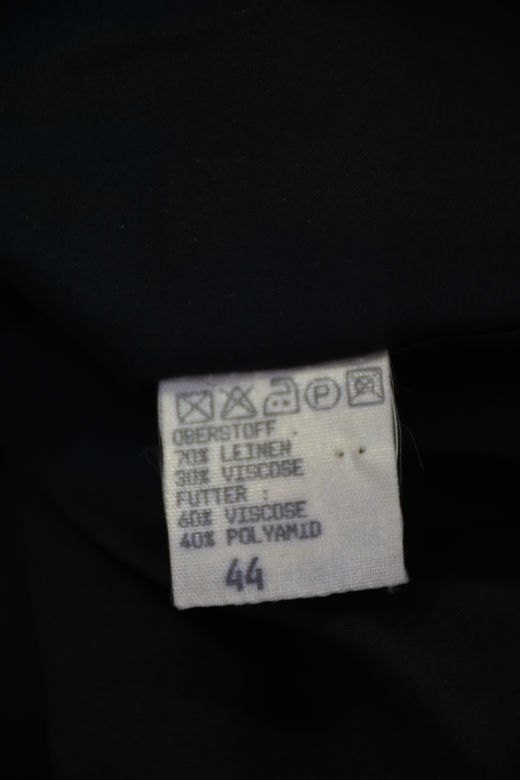 P
OBERSTOFF :
70% LEINEN
30% VISCOSE
FUTTER :
60% VISCOSE
40% POLYAMID
44